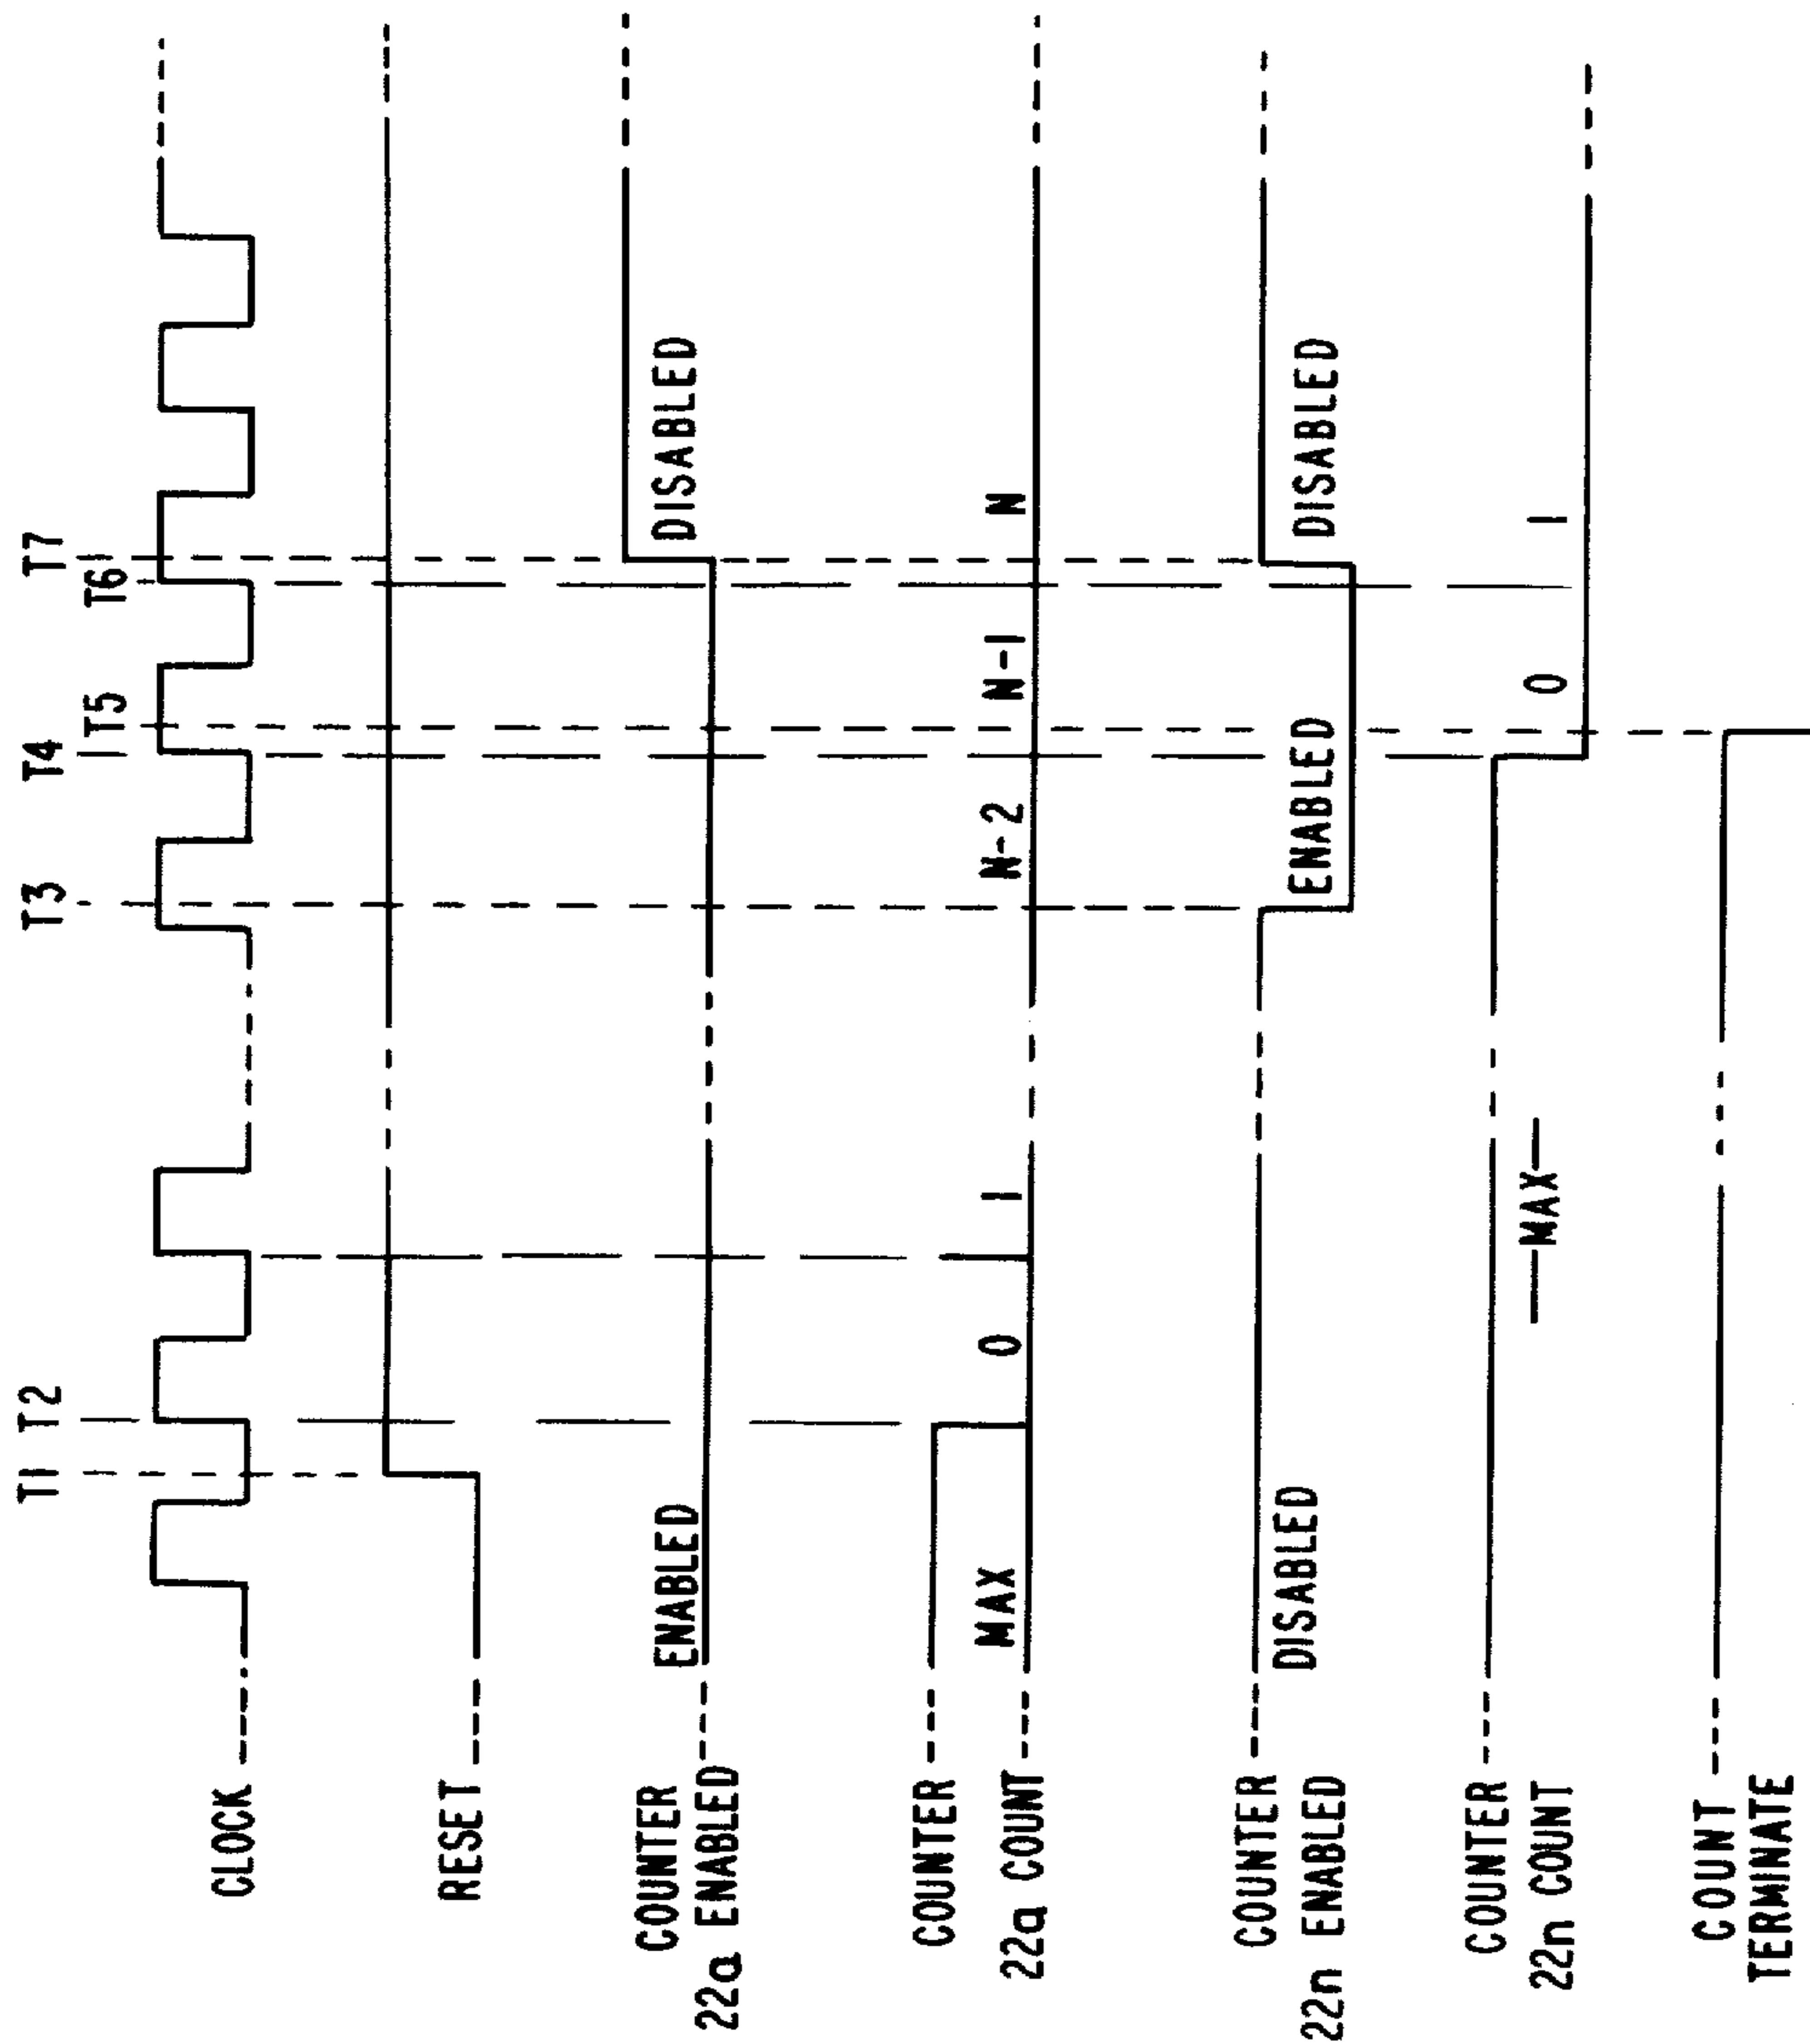 T1 T2 T3 T4 T5 T6 T7
CLOCK
RESET
COUNTER
22a ENABLED
ENABLED
DISABLED
COUNTER
22a COUNT
MAX
0
1
N-2
N-1
N
COUNTER
22n ENABLED
DISABLED
ENABLED
DISABLED
COUNTER
22n COUNT
—MAX—
0
1
COUNT
TERMINATE